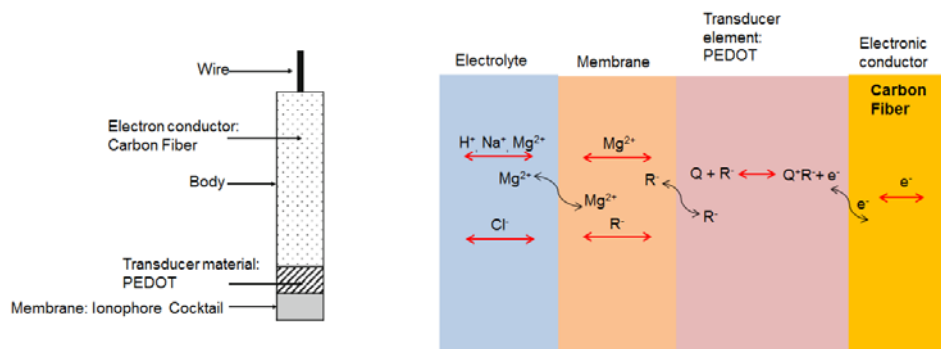 Wire
Electron conductor:
Carbon Fiber
Body
Transducer material:
PEDOT
Membrane: Ionophore Cocktail
Electrolyte
Membrane
Transducer
element:
PEDOT
Electronic
conductor
Carbon
Fiber
H⁺, Na⁺, Mg²⁺
Mg²⁺
Cl⁻
Mg²⁺
Mg²⁺
R⁻
R⁻
Q + R⁻
Q⁺R⁻ + e⁻
R⁻
e⁻
e⁻